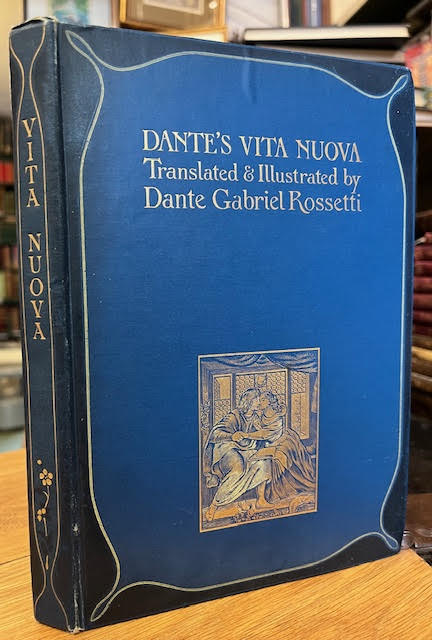 DANTE'S VITA NUOVA
Translated & Illustrated by
Dante Gabriel Rossetti
VITA NUOVA